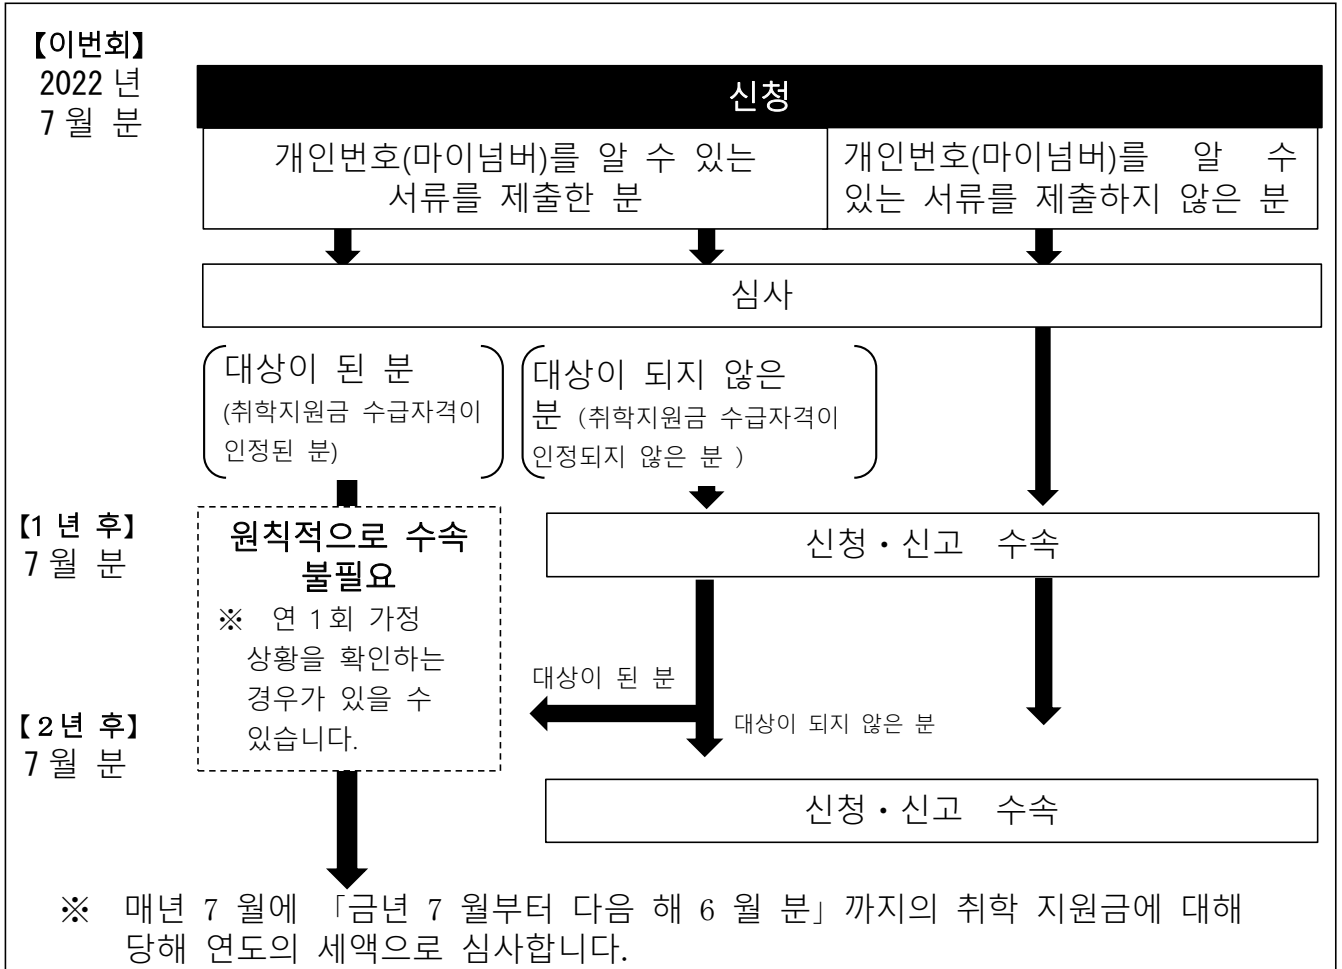 【이번회】
2022 년
7 월 분
신청
개인번호(마이넘버)를 알 수 있는
서류를 제출한 분
개인번호(마이넘버)를 알 수
있는 서류를 제출하지 않은 분
심사
대상이 된 분
(취학지원금 수급자격이
인정된 분)
대상이 되지 않은
분 (취학지원금 수급자격이
인정되지 않은 분 )
【1 년 후】
7 월 분
원칙적으로 수속
불필요
※ 연 1 회 가정
상황을 확인하는
경우가 있을 수
있습니다.
신청・신고 수속
대상이 된 분
대상이 되지 않은 분
【2 년 후】
7 월 분
신청・신고 수속
※ 매년 7 월에 「금년 7 월부터 다음 해 6 월 분」까지의 취학 지원금에 대해
당해 연도의 세액으로 심사합니다.